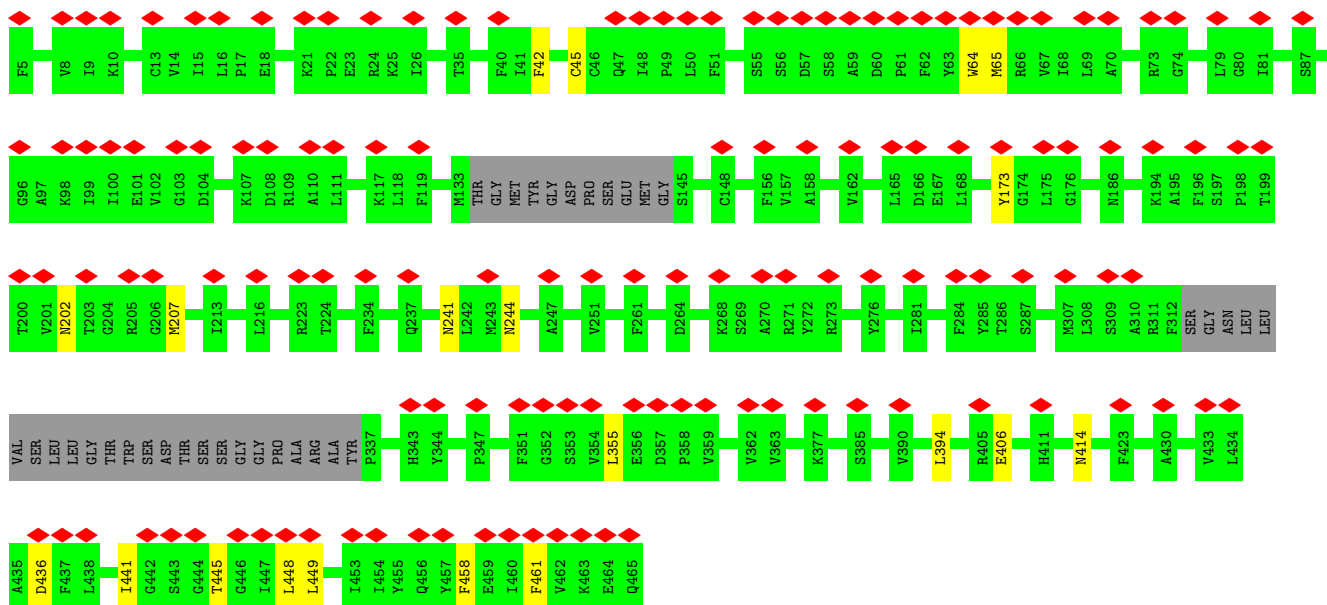 F5 V8 I9 K10 C13 V14 I15 L16 P17 E18 K21 P22 E23 R24 K25 I26 T35 F40 I41 F42 C45 C46 Q47 I48 P49 L50 F51 S55 S56 D57 S58 A59 D60 P61 F62 Y63 W64 M65 R66 V67 I68 L69 A70 R73 G74 L79 G80 I81 S87
G96 A97 K98 I99 I100 E101 V102 G103 D104 K107 D108 R109 A110 L111 K117 L118 F119 M133 THR GLY MET TYR GLY ASP PRO SER GLU MET GLY S145 C148 F156 V157 A158 V162 L165 D166 E167 L168 Y173 G174 L175 G176 N186 K194 A195 F196 S197 P198 T199
T200 V201 N202 T203 G204 R205 G206 M207 I213 L216 R223 T224 F234 Q237 N241 L242 M243 N244 A247 V251 F261 D264 K268 S269 A270 R271 Y272 R273 Y276 I281 F284 Y285 T286 S287 M307 L308 S309 A310 R311 F312 SER GLY ASN LEU LEU
VAL SER LEU LEU GLY THR TRP SER ASP THR SER SER GLY GLY PRO ALA ARG ALA TYR P337 H343 Y344 P347 F351 G352 S353 V354 L355 E356 D357 P358 V359 V362 V363 K377 S385 V390 L394 R405 E406 H411 N414 F423 A430 V433 L434
A435 D436 F437 L438 I441 G442 S443 G444 T445 G446 I447 L448 L449 I453 I454 Y455 Q456 Y457 F458 E459 I460 F461 V462 K463 E464 Q465